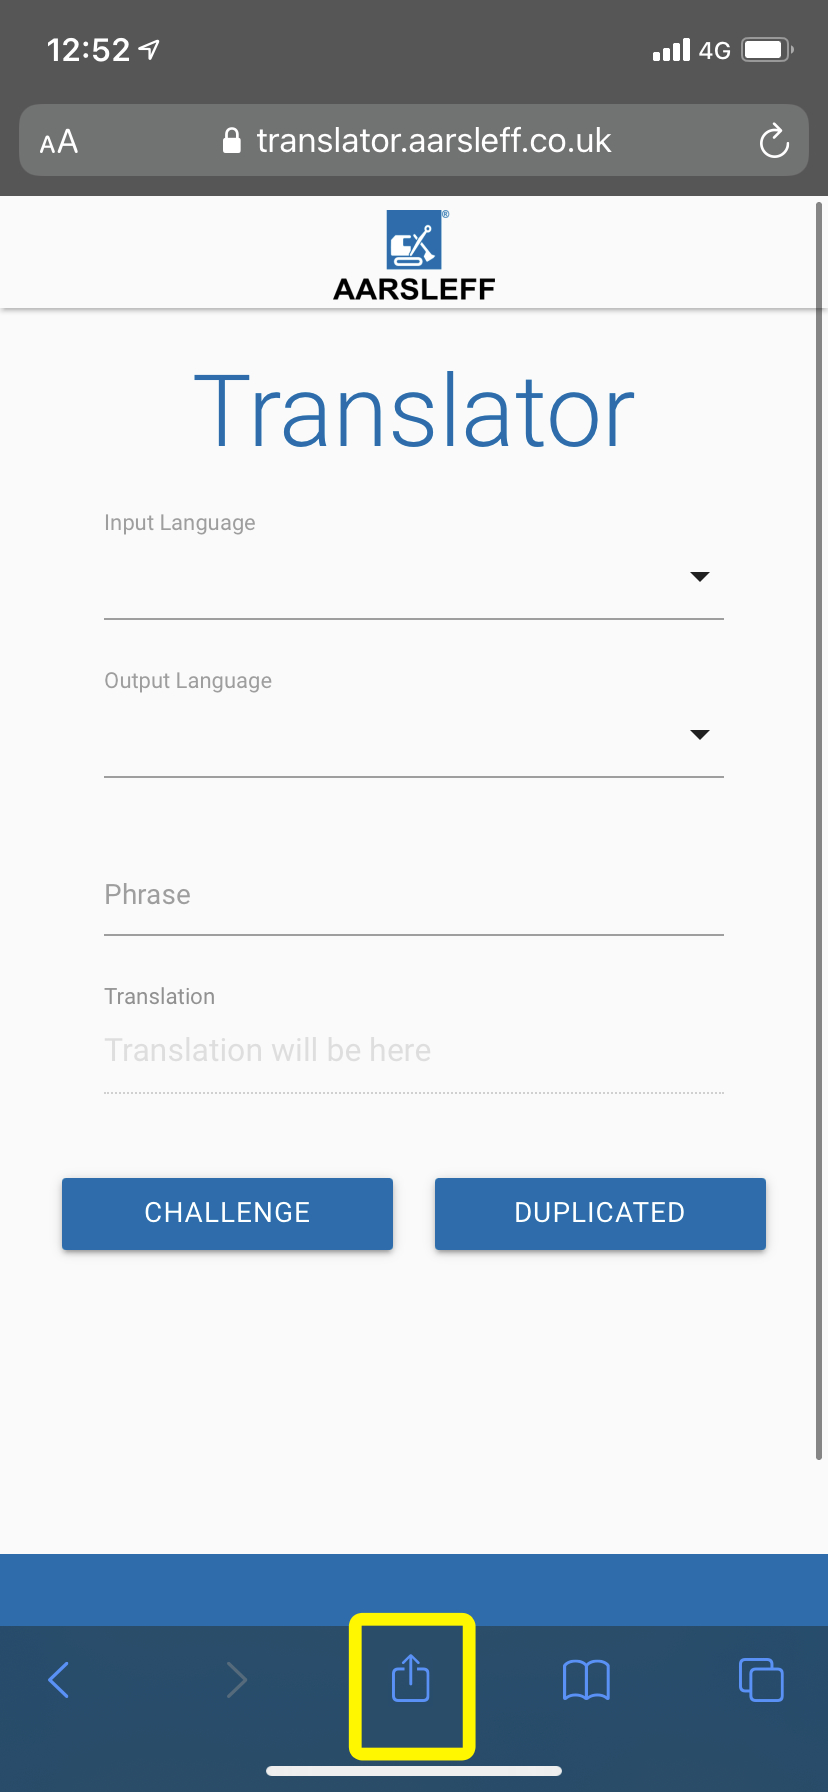 12:52
4G
AA
translator.aarsleff.co.uk
®
AARSLEFF
Translator
Input Language
Output Language
Phrase
Translation
Translation will be here
CHALLENGE
DUPLICATED